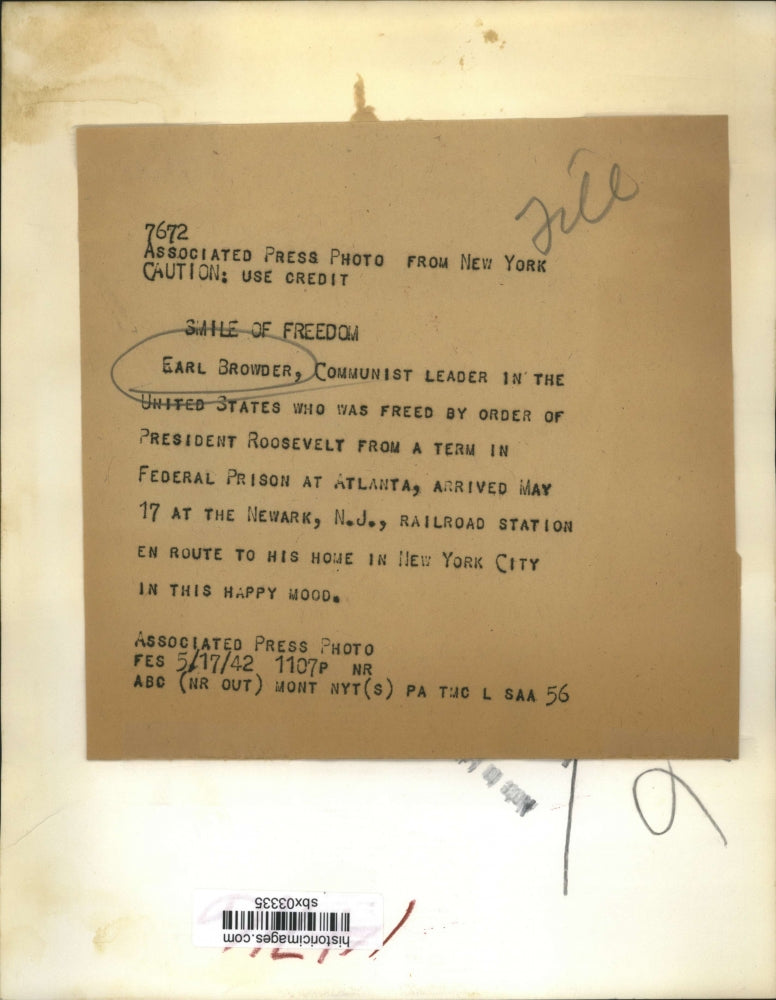 File
7672
ASSOCIATED PRESS PHOTO FROM NEW YORK
CAUTION: USE CREDIT
SMILE OF FREEDOM
EARL BROWDER, COMMUNIST LEADER IN THE
UNITED STATES WHO WAS FREED BY ORDER OF
PRESIDENT ROOSEVELT FROM A TERM IN
FEDERAL PRISON AT ATLANTA, ARRIVED MAY
17 AT THE NEWARK, N.J., RAILROAD STATION
EN ROUTE TO HIS HOME IN NEW YORK CITY
IN THIS HAPPY MOOD.
ASSOCIATED PRESS PHOTO
FES 5/17/42 1107P NR
ABC (NR OUT) MONT NYT(S) PA TMC L SAA 56
historicimages.com
sbx03335